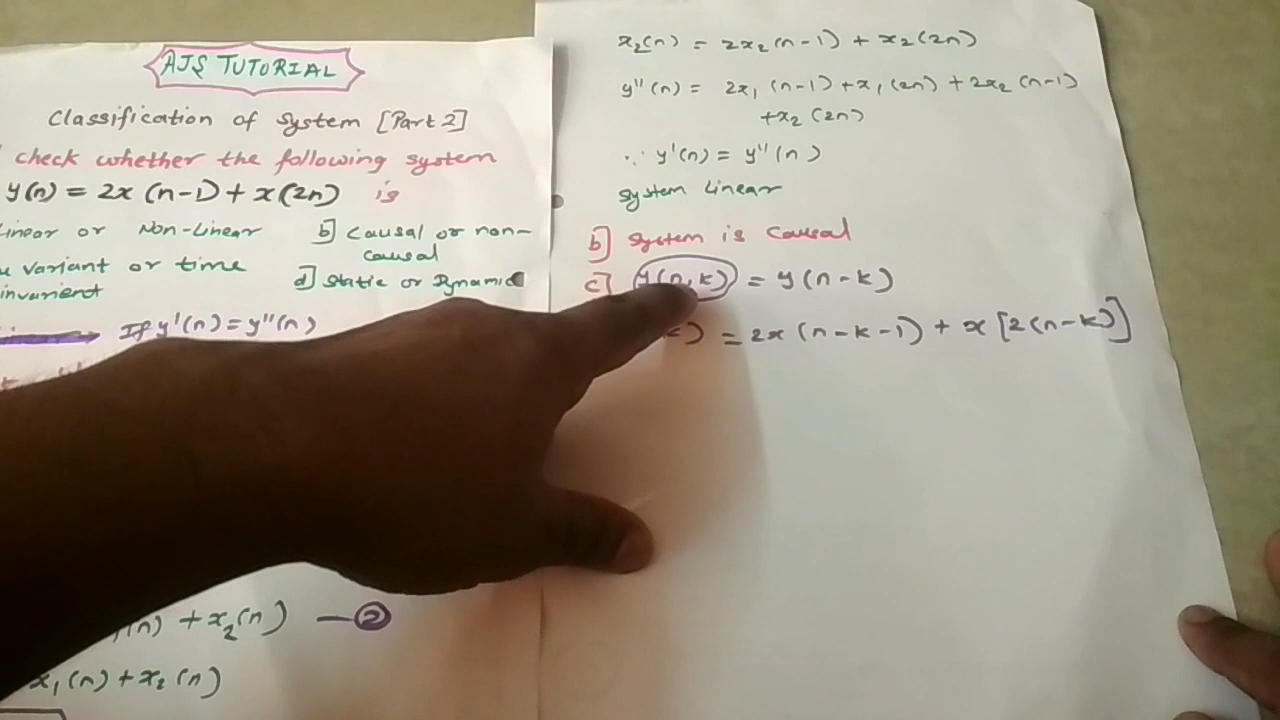 AJS TUTORIAL
Classification of System [Part 2]
check whether the following system
y(n) = 2x(n-1) + x(2n) is
Linear or Non-Linear b] causal or non-causal
variant or time invarient d] static or Dynamic
If y'(n) = y''(n)
+ x₂(n) — ②
x₁(n) + x₂(n)
x₂(n) = 2x₂(n-1) + x₂(2n)
y''(n) = 2x₁(n-1) + x₁(2n) + 2x₂(n-1)
+ x₂(2n)
∵ y'(n) = y''(n)
System Linear
b] System is causal
c] y(n,k) = y(n-k)
k) = 2x(n-k-1) + x[2(n-k)]